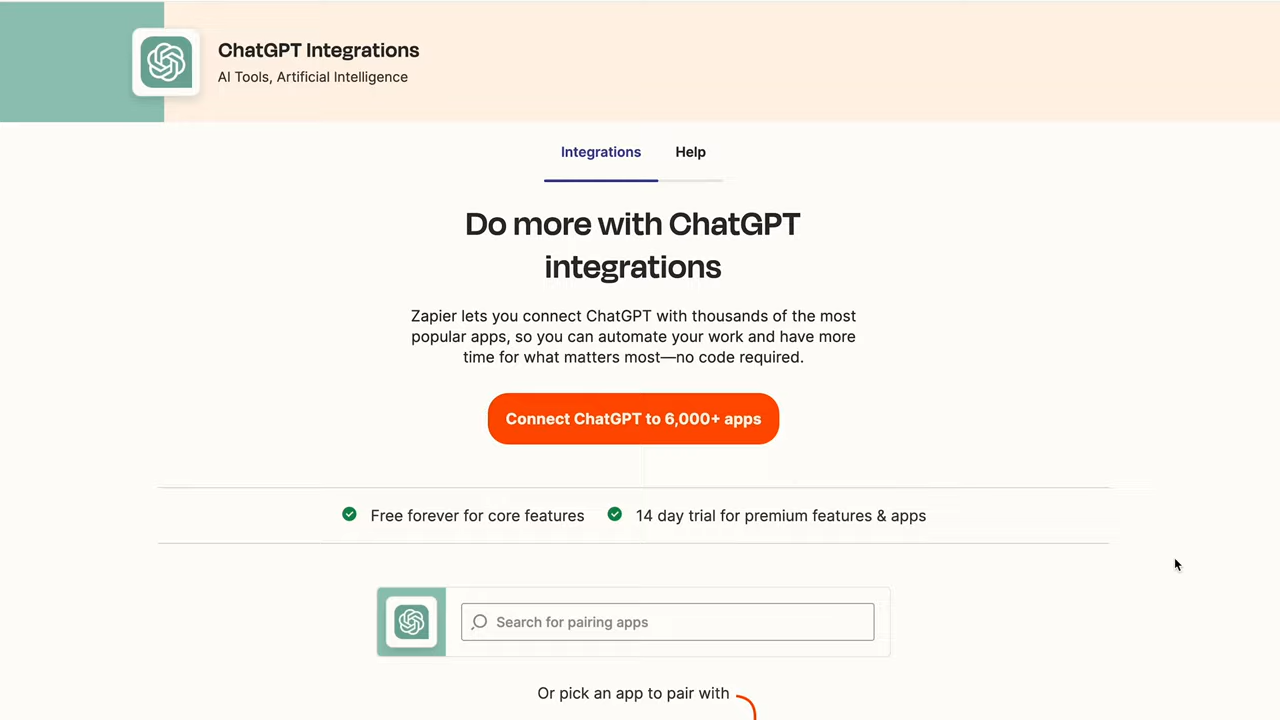 ChatGPT Integrations
AI Tools, Artificial Intelligence
Integrations Help
Do more with ChatGPT
integrations
Zapier lets you connect ChatGPT with thousands of the most
popular apps, so you can automate your work and have more
time for what matters most—no code required.
Connect ChatGPT to 6,000+ apps
Free forever for core features 14 day trial for premium features & apps
Search for pairing apps
Or pick an app to pair with